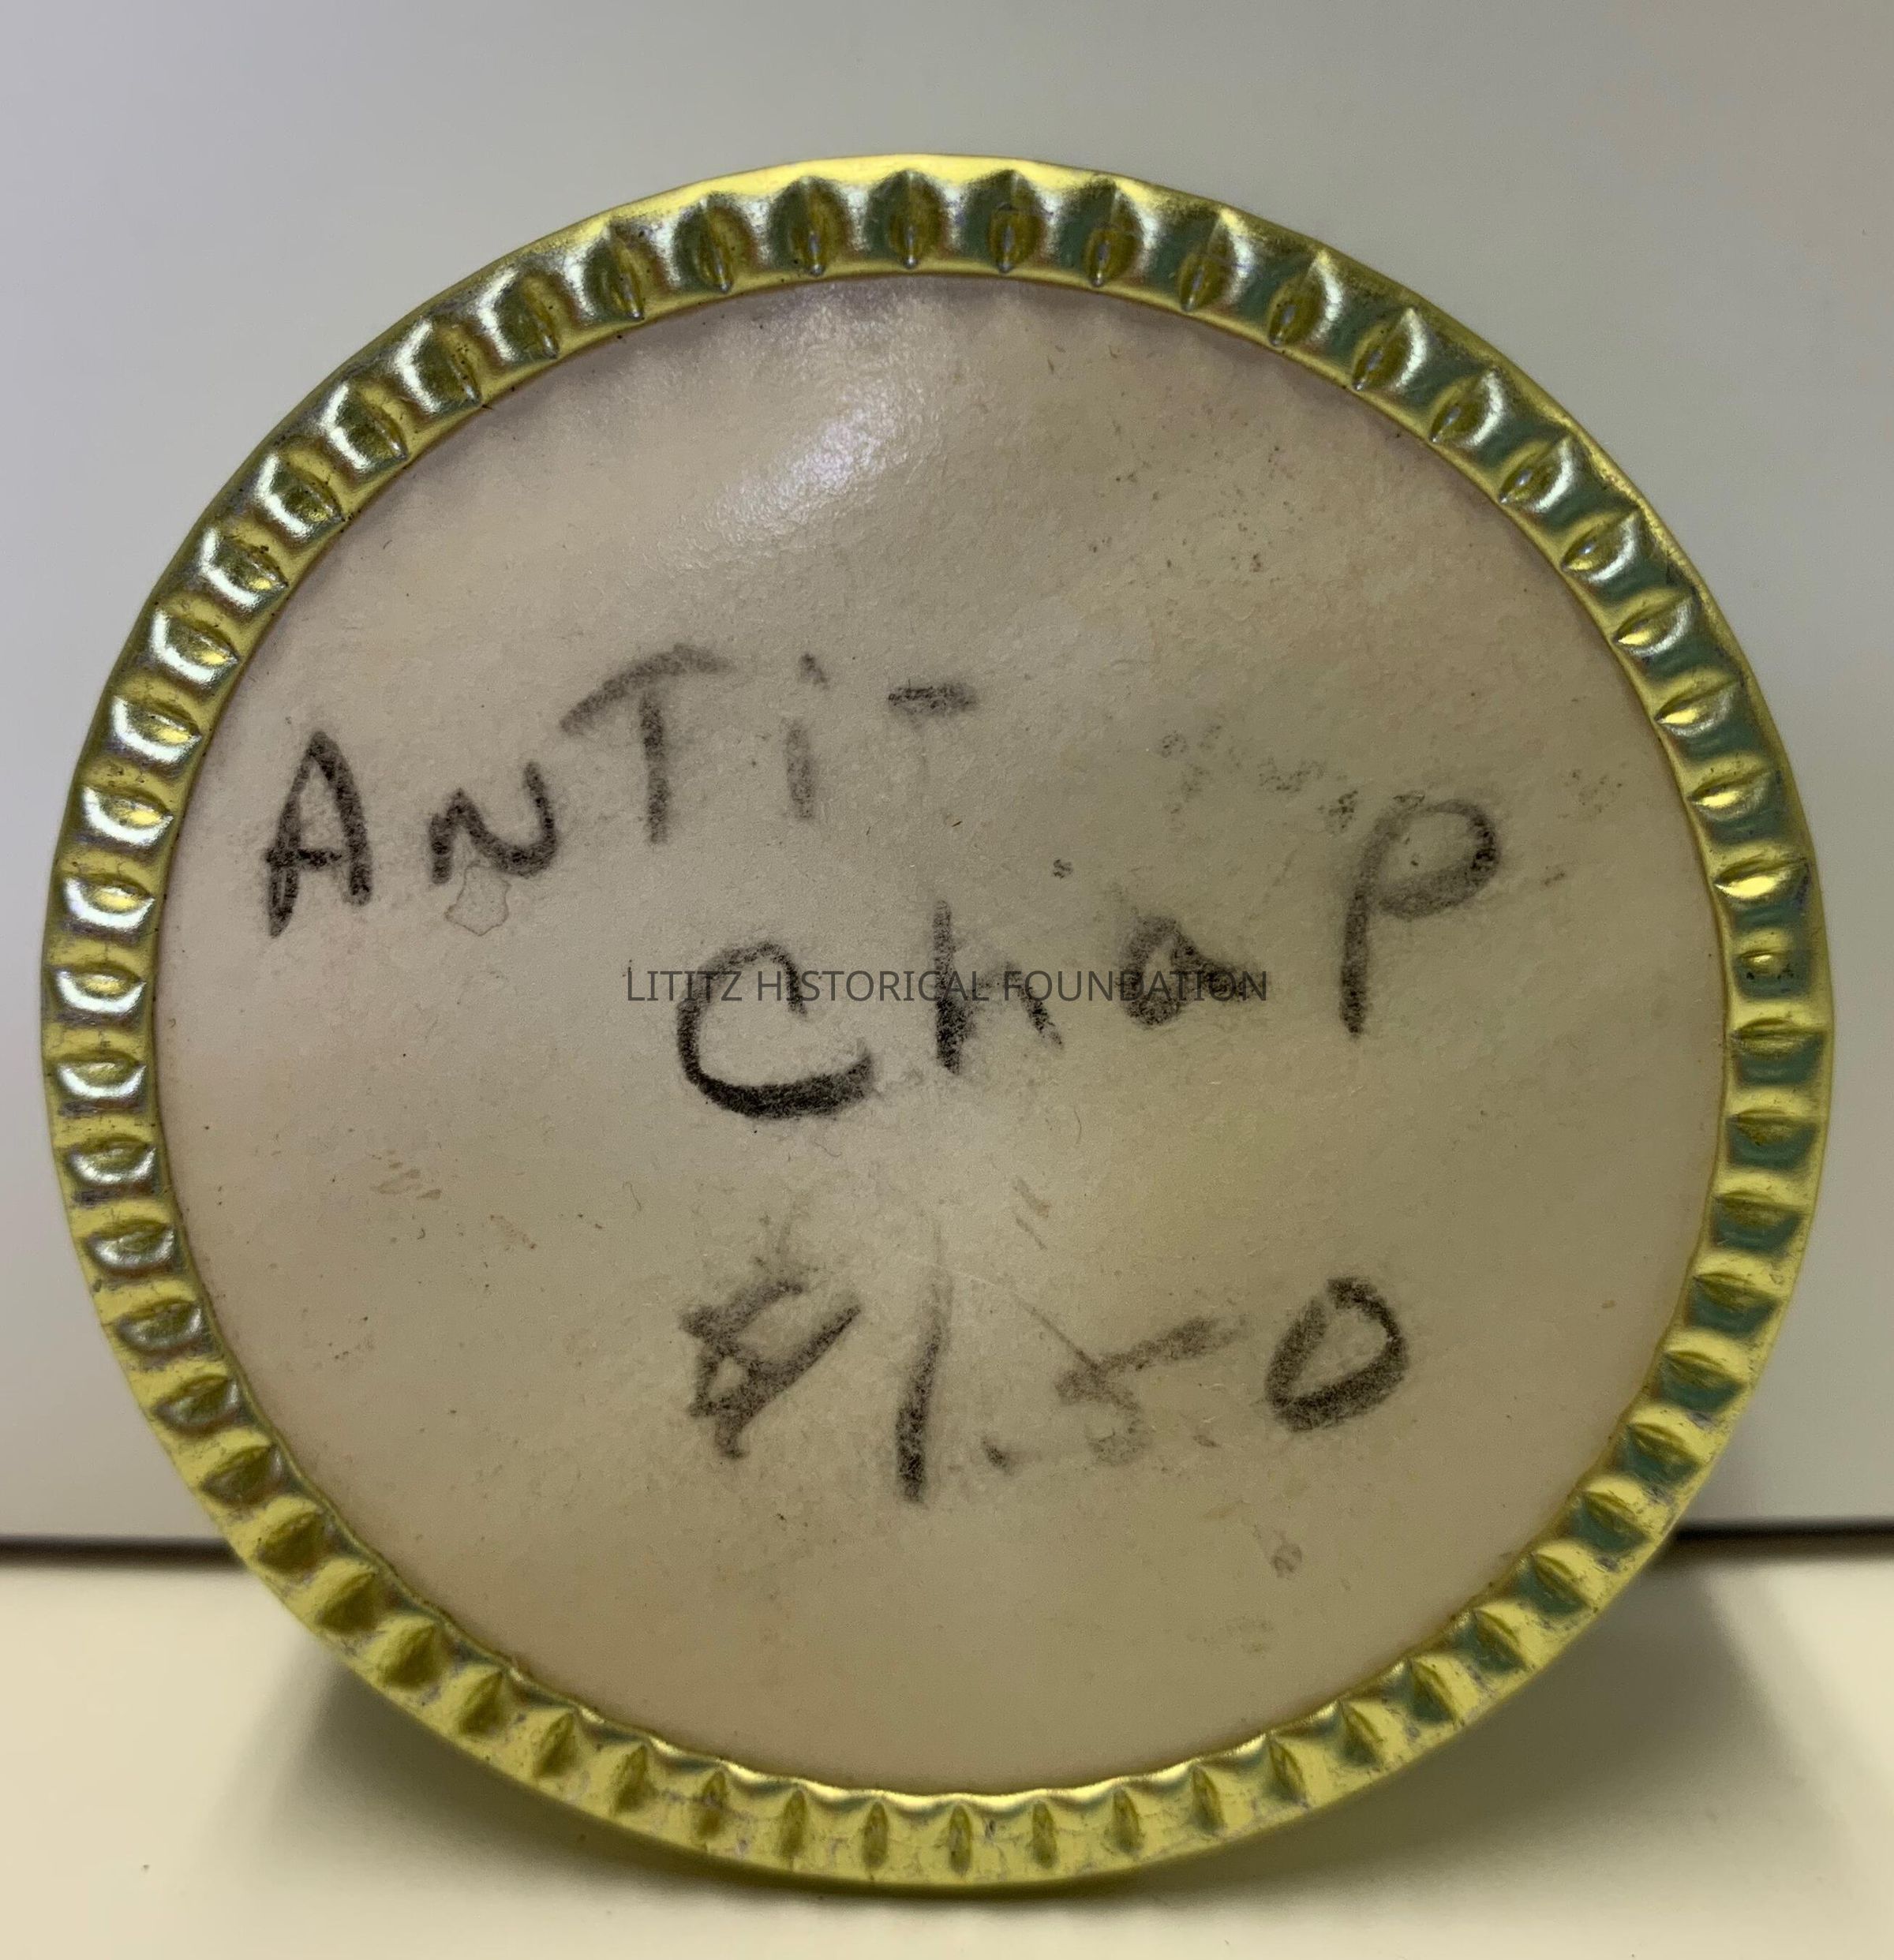 AnTi-
Chap
LITITZ HISTORICAL FOUNDATION
$1.50